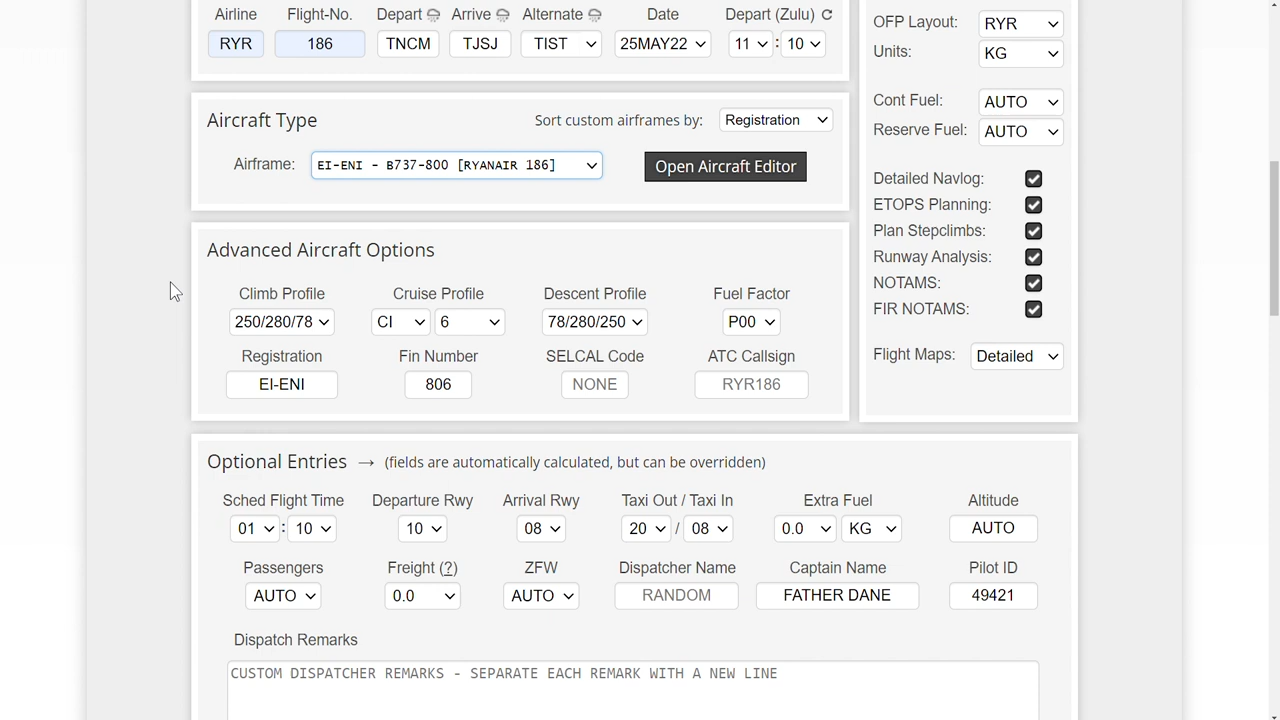 Airline Flight-No. Depart Arrive Alternate Date Depart (Zulu)
RYR 186 TNCM TJSJ TIST 25MAY22 11 : 10
OFP Layout: RYR
Units: KG
Cont Fuel: AUTO
Reserve Fuel: AUTO
Detailed Navlog:
ETOPS Planning:
Plan Stepclimbs:
Runway Analysis:
NOTAMS:
FIR NOTAMS:
Flight Maps: Detailed
Aircraft Type Sort custom airframes by: Registration
Airframe: EI-ENI - B737-800 [RYANAIR 186] Open Aircraft Editor
Advanced Aircraft Options
Climb Profile Cruise Profile Descent Profile Fuel Factor
250/280/78 CI 6 78/280/250 P00
Registration Fin Number SELCAL Code ATC Callsign
EI-ENI 806 NONE RYR186
Optional Entries → (fields are automatically calculated, but can be overridden)
Sched Flight Time Departure Rwy Arrival Rwy Taxi Out / Taxi In Extra Fuel Altitude
01 : 10 10 08 20 / 08 0.0 KG AUTO
Passengers Freight (?) ZFW Dispatcher Name Captain Name Pilot ID
AUTO 0.0 AUTO RANDOM FATHER DANE 49421
Dispatch Remarks
CUSTOM DISPATCHER REMARKS - SEPARATE EACH REMARK WITH A NEW LINE